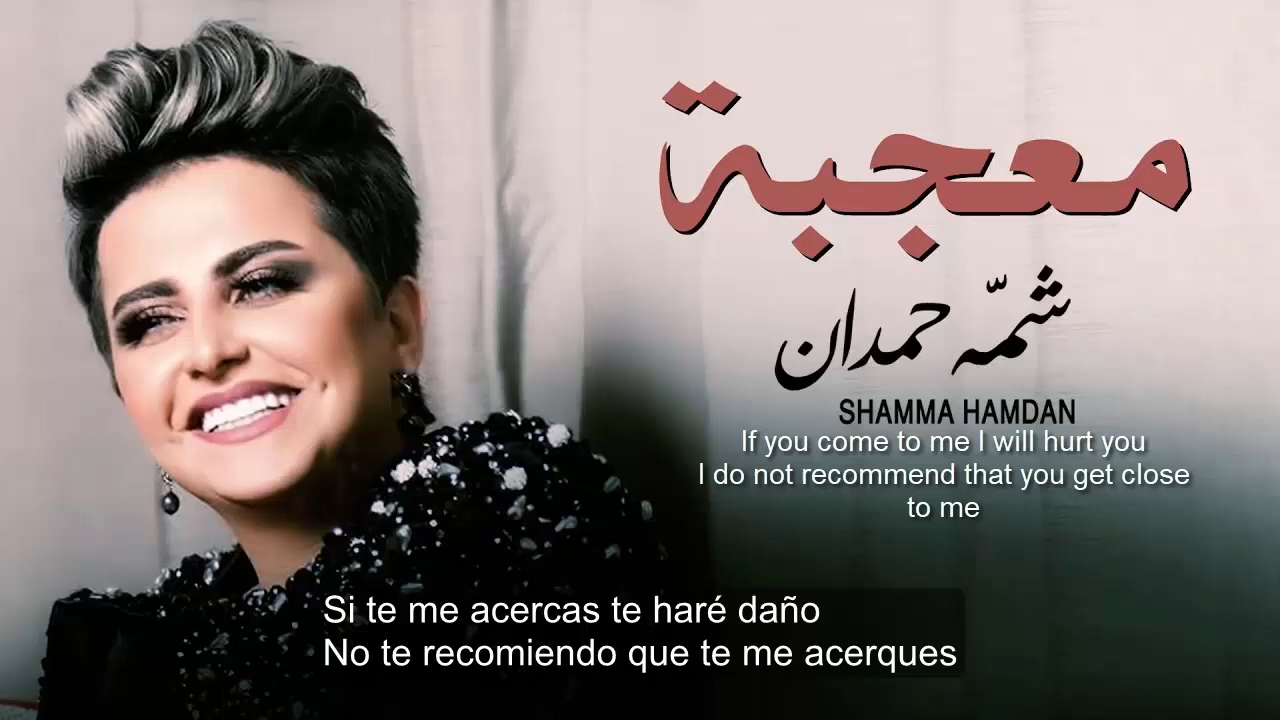 معجبة
شمّه حمدان
SHAMMA HAMDAN
If you come to me I will hurt you
I do not recommend that you get close
to me
Si te me acercas te haré daño
No te recomiendo que te me acerques